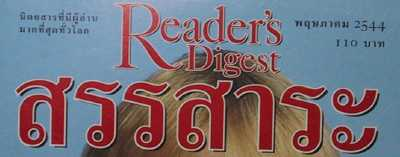 นิตยสารที่มีผู้อ่าน
มากที่สุดทั่วโลก
Reader's
Digest
พฤษภาคม 2544
110 บาท
สรรสาระ